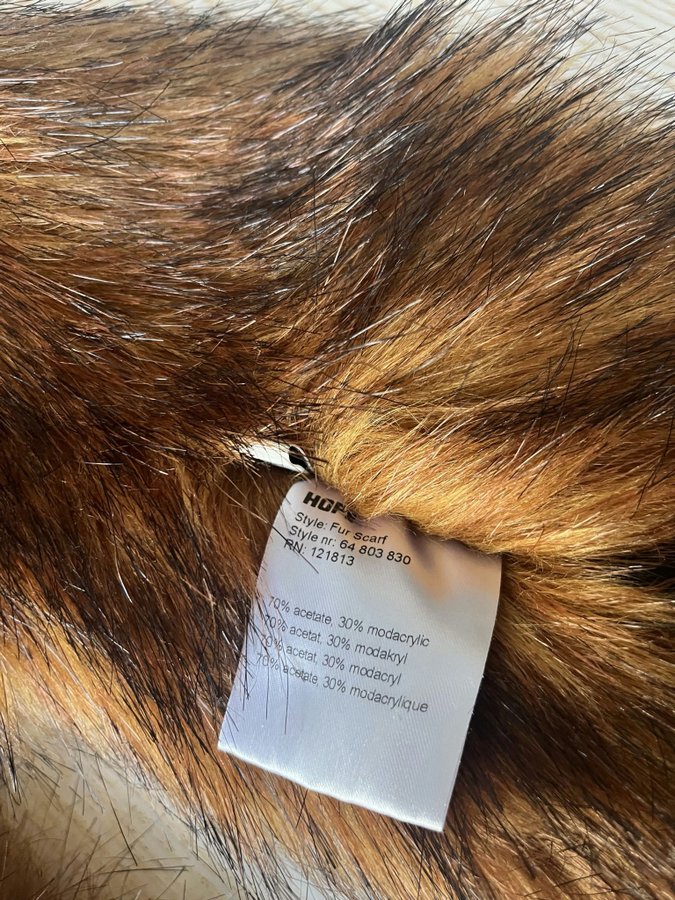 Style: Fur Scarf
Style nr: 64 803 830
RN: 121813
70% acetate, 30% modacrylic
70% acetat, 30% modakryl
70% acetat, 30% modacryl
70% acetate, 30% modacrylique